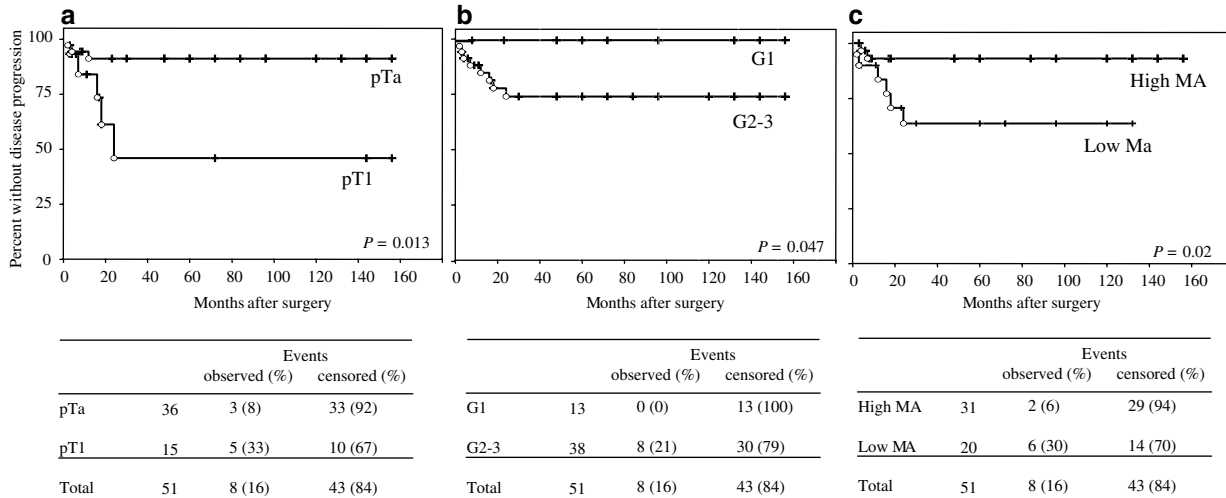 a
Percent without disease progression
100
75
50
25
0
pTa
pT1
P = 0.013
0 20 40 60 80 100 120 140 160
Months after surgery
Events
observed (%) censored (%)
pTa 36 3 (8) 33 (92)
pT1 15 5 (33) 10 (67)
Total 51 8 (16) 43 (84)
b
G1
G2-3
P = 0.047
0 20 40 60 80 100 120 140 160
Months after surgery
Events
observed (%) censored (%)
G1 13 0 (0) 13 (100)
G2-3 38 8 (21) 30 (79)
Total 51 8 (16) 43 (84)
c
High MA
Low Ma
P = 0.02
0 20 40 60 80 100 120 140 160
Months after surgery
Events
observed (%) censored (%)
High MA 31 2 (6) 29 (94)
Low MA 20 6 (30) 14 (70)
Total 51 8 (16) 43 (84)